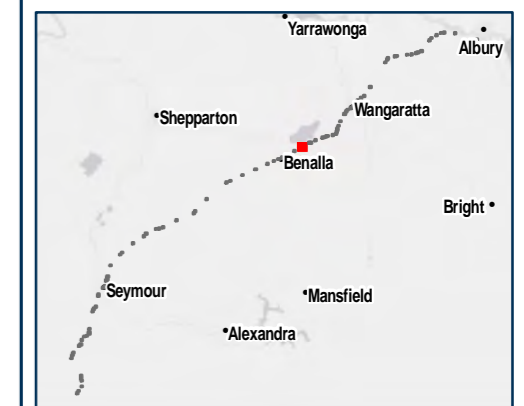 Yarrawonga
Albury
Shepparton
Wangaratta
Benalla
Bright
Seymour
Mansfield
Alexandra